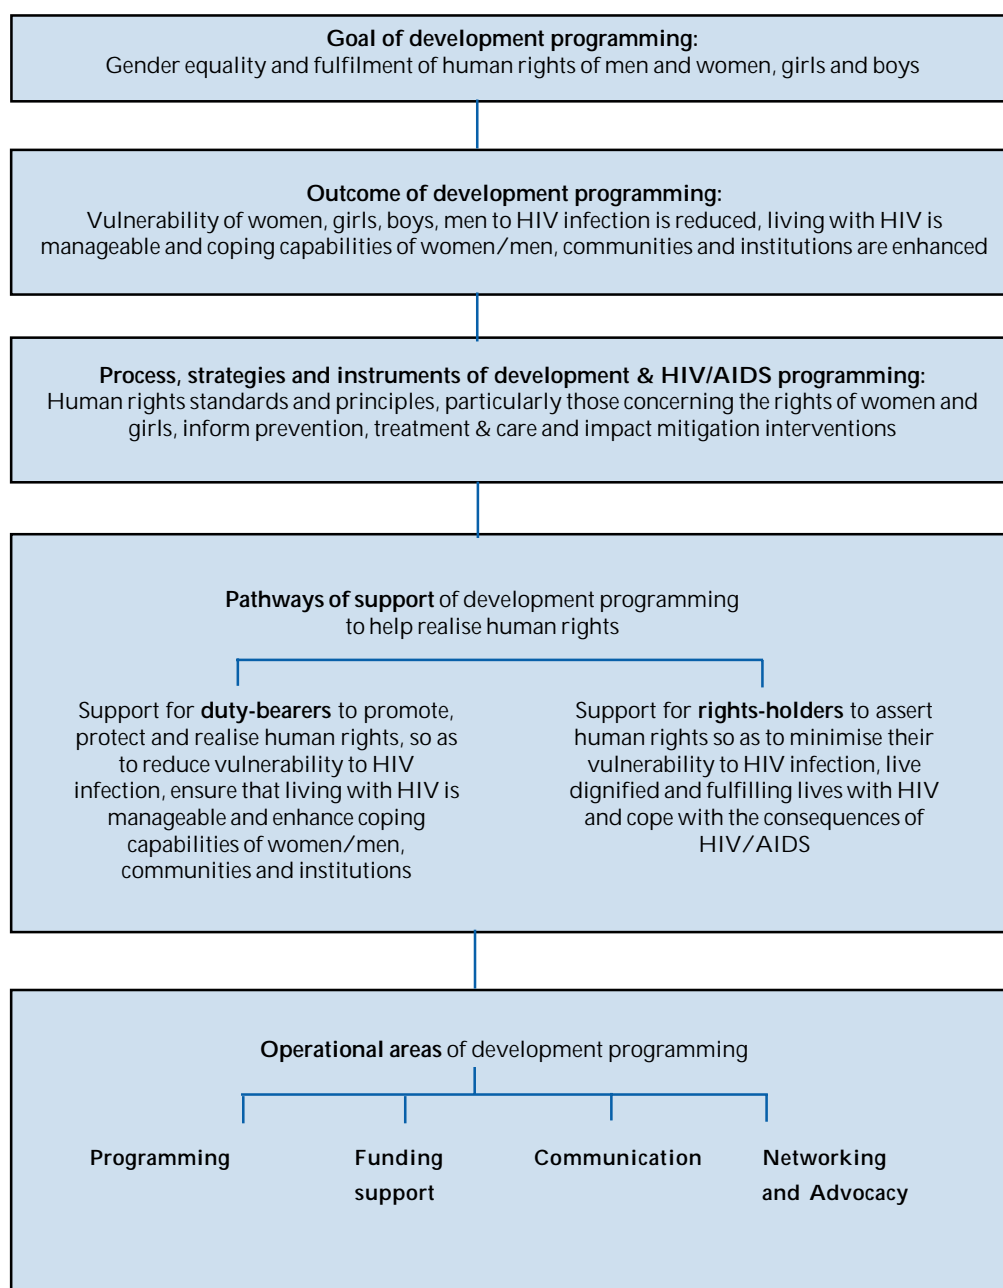 Goal of development programming:
Gender equality and fulfilment of human rights of men and women, girls and boys
Outcome of development programming:
Vulnerability of women, girls, boys, men to HIV infection is reduced, living with HIV is
manageable and coping capabilities of women/men, communities and institutions are enhanced
Process, strategies and instruments of development & HIV/AIDS programming:
Human rights standards and principles, particularly those concerning the rights of women and
girls, inform prevention, treatment & care and impact mitigation interventions
Pathways of support of development programming
to help realise human rights
Support for duty-bearers to promote,
protect and realise human rights, so as
to reduce vulnerability to HIV
infection, ensure that living with HIV is
manageable and enhance coping
capabilities of women/men,
communities and institutions
Support for rights-holders to assert
human rights so as to minimise their
vulnerability to HIV infection, live
dignified and fulfilling lives with HIV
and cope with the consequences of
HIV/AIDS
Operational areas of development programming
Programming
Funding
support
Communication
Networking
and Advocacy